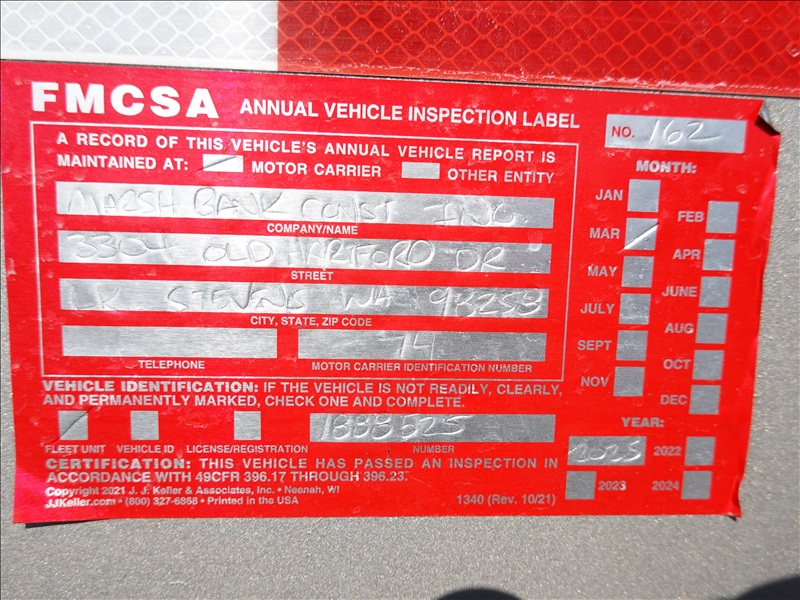 FMCSA ANNUAL VEHICLE INSPECTION LABEL
NO. 162
A RECORD OF THIS VEHICLE'S ANNUAL VEHICLE REPORT IS
MAINTAINED AT: MOTOR CARRIER OTHER ENTITY
MARSH BANK CONST INC.
COMPANY/NAME
3304 OLD HARTFORD DR
STREET
LK STEVENS WA 98258
CITY, STATE, ZIP CODE
74
TELEPHONE MOTOR CARRIER IDENTIFICATION NUMBER
MONTH:
JAN FEB
MAR APR
MAY JUNE
JULY AUG
SEPT OCT
NOV DEC
VEHICLE IDENTIFICATION: IF THE VEHICLE IS NOT READILY, CLEARLY,
AND PERMANENTLY MARKED, CHECK ONE AND COMPLETE.
1888525
FLEET UNIT VEHICLE ID LICENSE/REGISTRATION NUMBER
YEAR:
2025 2022
2023 2024
CERTIFICATION: THIS VEHICLE HAS PASSED AN INSPECTION IN
ACCORDANCE WITH 49CFR 396.17 THROUGH 396.23.
Copyright 2021 J. J. Keller & Associates, Inc. • Neenah, WI
JJKeller.com • (800) 327-6868 • Printed in the USA
1340 (Rev. 10/21)